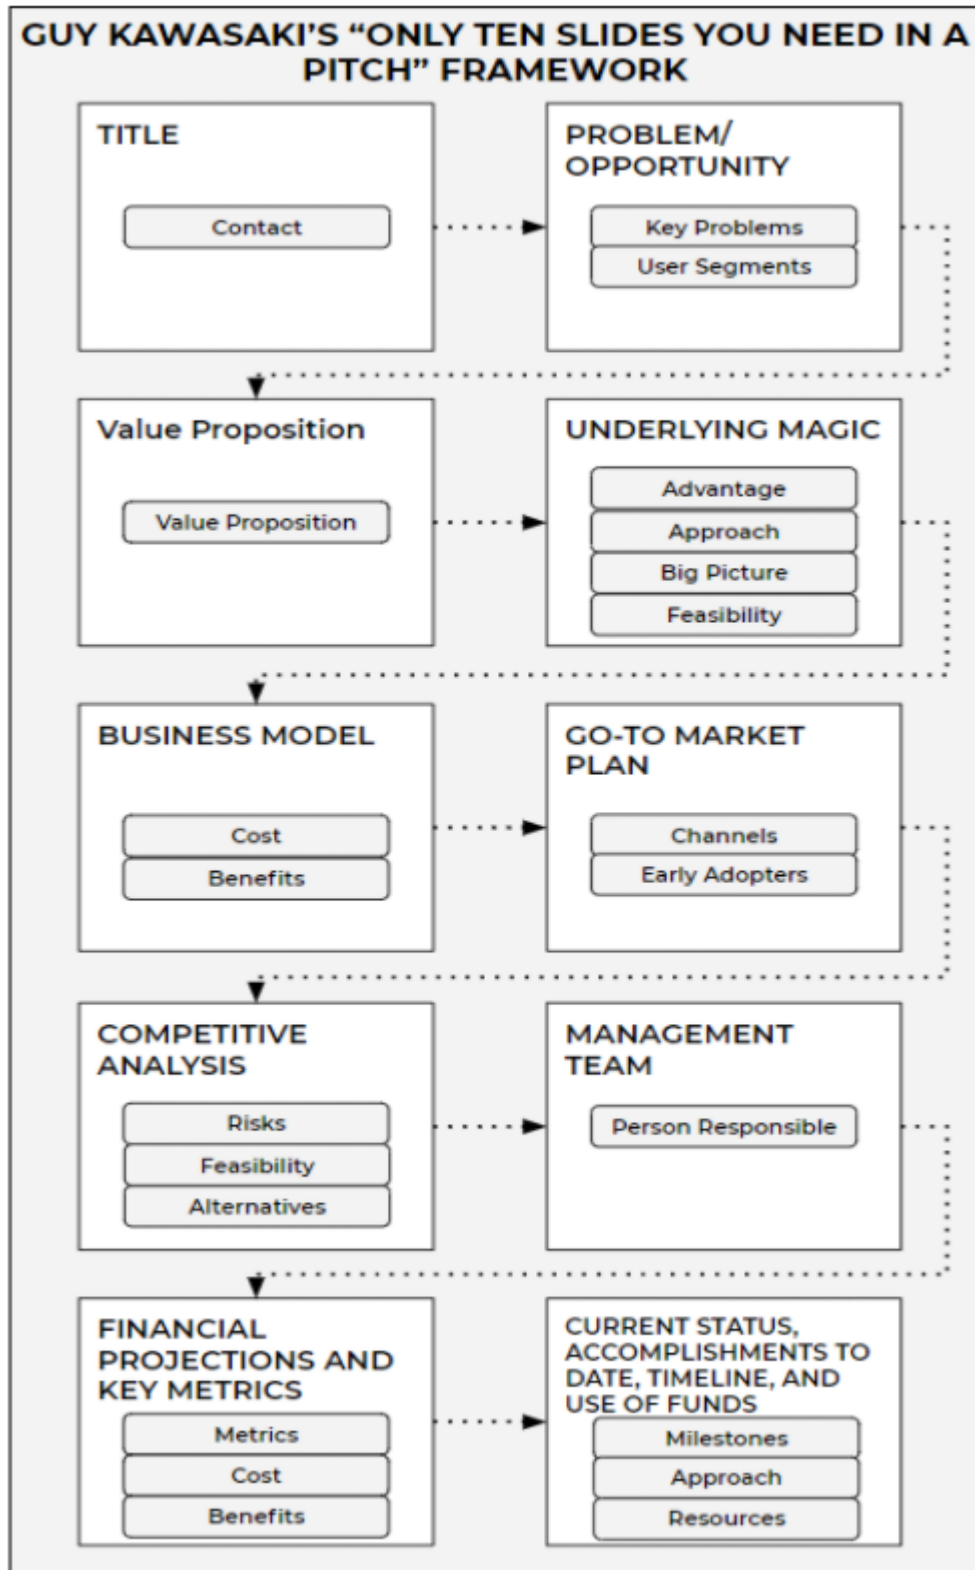 GUY KAWASAKI'S “ONLY TEN SLIDES YOU NEED IN A
PITCH” FRAMEWORK
TITLE
Contact
PROBLEM/
OPPORTUNITY
Key Problems
User Segments
Value Proposition
Value Proposition
UNDERLYING MAGIC
Advantage
Approach
Big Picture
Feasibility
BUSINESS MODEL
Cost
Benefits
GO-TO MARKET
PLAN
Channels
Early Adopters
COMPETITIVE
ANALYSIS
Risks
Feasibility
Alternatives
MANAGEMENT
TEAM
Person Responsible
FINANCIAL
PROJECTIONS AND
KEY METRICS
Metrics
Cost
Benefits
CURRENT STATUS,
ACCOMPLISHMENTS TO
DATE, TIMELINE, AND
USE OF FUNDS
Milestones
Approach
Resources